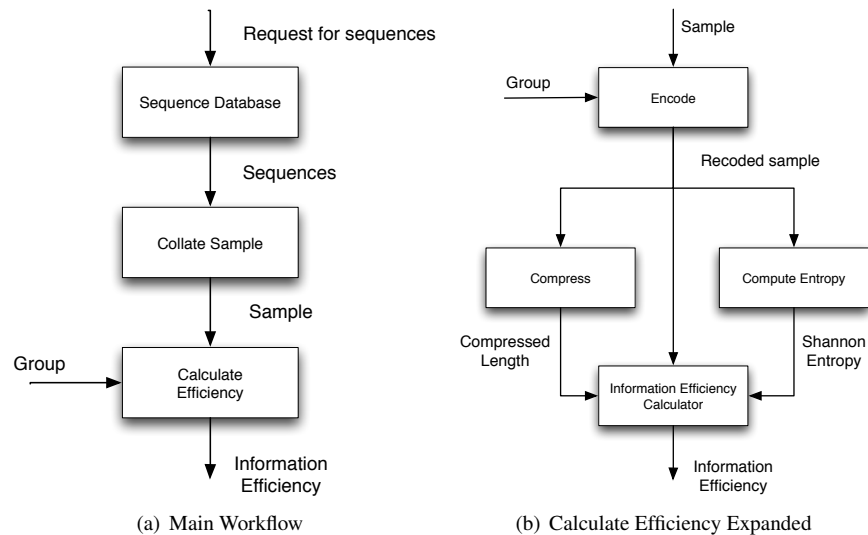 Request for sequences
Sequence Database
Sequences
Collate Sample
Sample
Group
Calculate
Efficiency
Information
Efficiency
(a) Main Workflow
Sample
Group
Encode
Recoded sample
Compress
Compute Entropy
Compressed
Length
Shannon
Entropy
Information Efficiency
Calculator
Information
Efficiency
(b) Calculate Efficiency Expanded